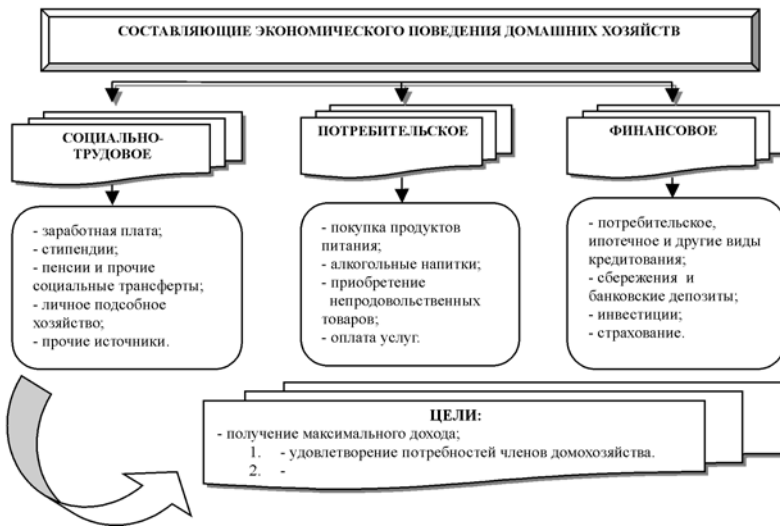 СОСТАВЛЯЮЩИЕ ЭКОНОМИЧЕСКОГО ПОВЕДЕНИЯ ДОМАШНИХ ХОЗЯЙСТВ
СОЦИАЛЬНО-
ТРУДОВОЕ
- заработная плата;
- стипендии;
- пенсии и прочие
социальные трансферты;
- личное подсобное
хозяйство;
- прочие источники.
ПОТРЕБИТЕЛЬСКОЕ
- покупка продуктов
питания;
- алкогольные напитки;
- приобретение
непродовольственных
товаров;
- оплата услуг.
ФИНАНСОВОЕ
- потребительское,
ипотечное и другие виды
кредитования;
- сбережения и
банковские депозиты;
- инвестиции;
- страхование.
ЦЕЛИ:
- получение максимального дохода;
1. - удовлетворение потребностей членов домохозяйства.
2. -